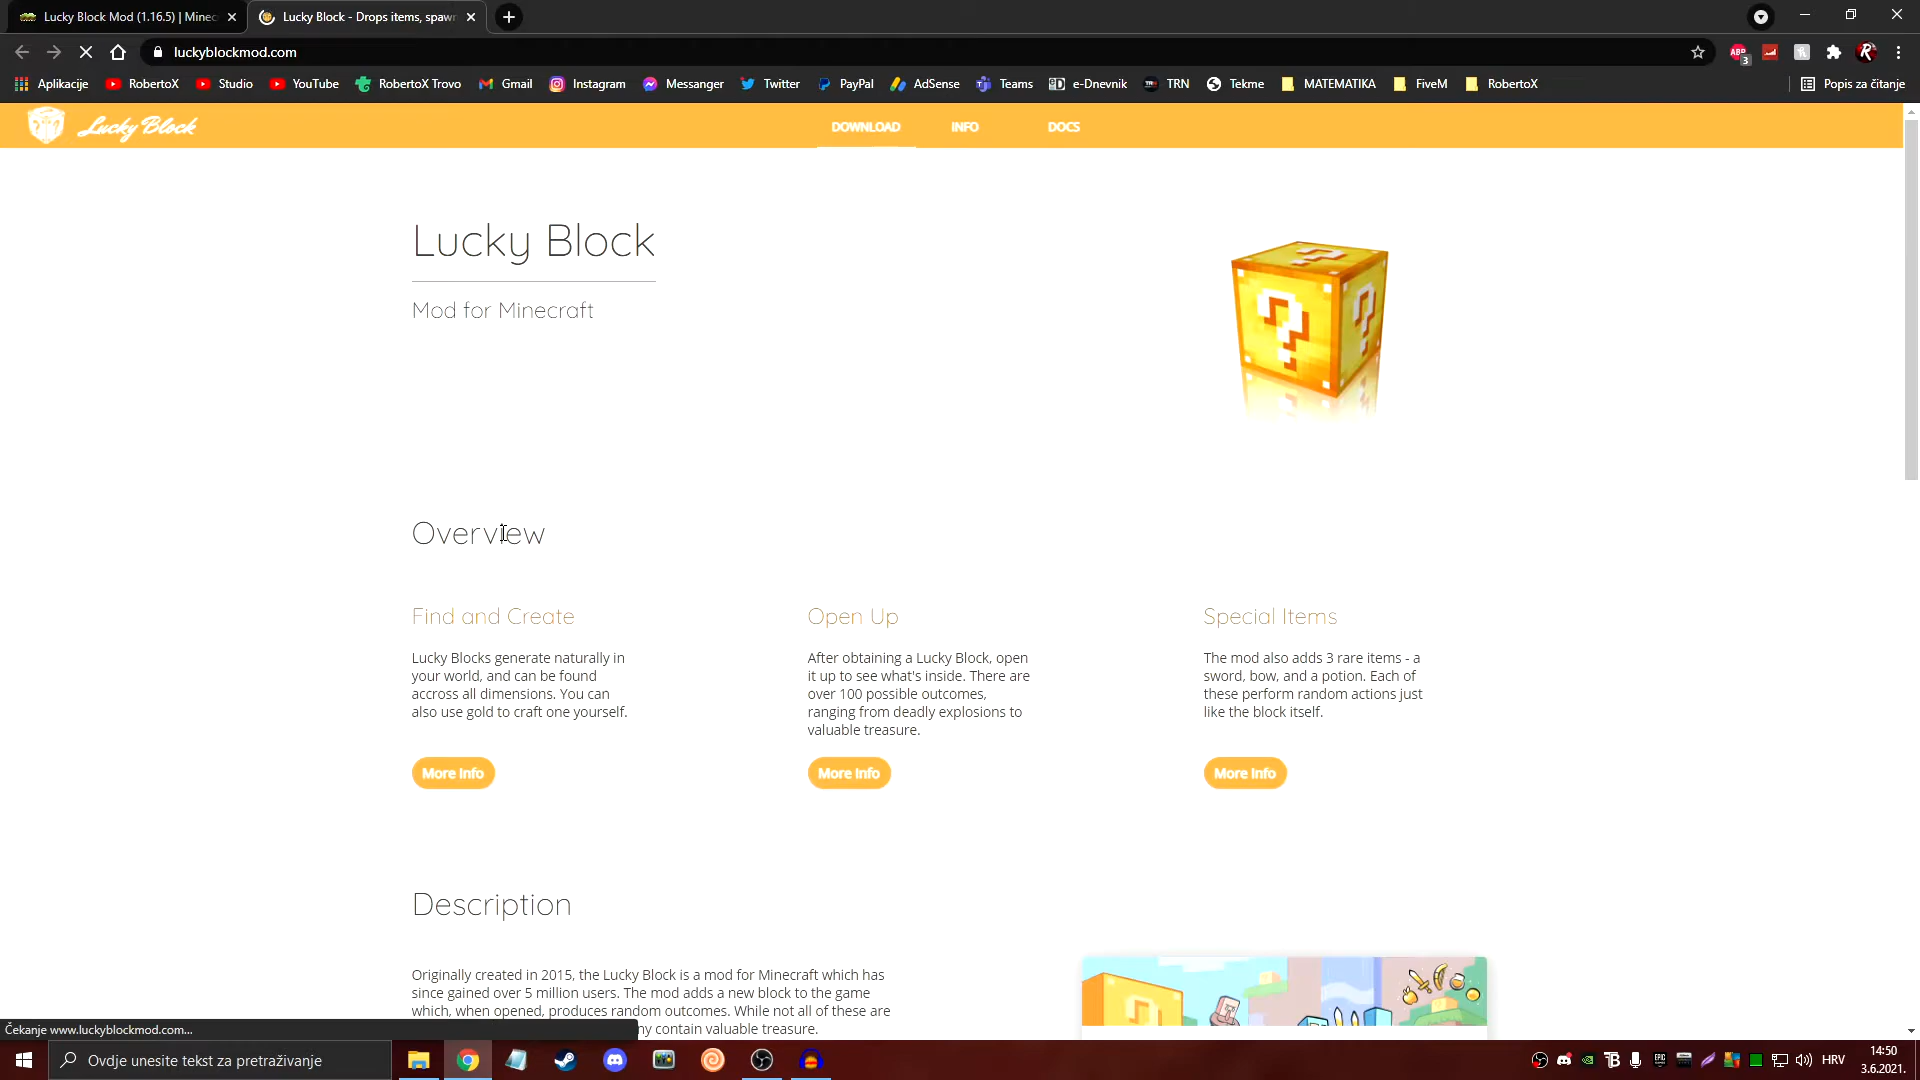 Lucky Block Mod (1.16.5) | Minec
Lucky Block - Drops items, spawn
luckyblockmod.com
3
Aplikacije
RobertoX
Studio
YouTube
RobertoX Trovo
Gmail
Instagram
Messanger
Twitter
PayPal
AdSense
Teams
e-Dnevnik
TRN
Tekme
MATEMATIKA
FiveM
RobertoX
Popis za čitanje
Lucky Block
DOWNLOAD
INFO
DOCS
Lucky Block
Mod for Minecraft
Overview
Find and Create
Lucky Blocks generate naturally in
your world, and can be found
accross all dimensions. You can
also use gold to craft one yourself.
More Info
Open Up
After obtaining a Lucky Block, open
it up to see what's inside. There are
over 100 possible outcomes,
ranging from deadly explosions to
valuable treasure.
More Info
Special Items
The mod also adds 3 rare items - a
sword, bow, and a potion. Each of
these perform random actions just
like the block itself.
More Info
Description
Originally created in 2015, the Lucky Block is a mod for Minecraft which has
since gained over 5 million users. The mod adds a new block to the game
which, when opened, produces random outcomes. While not all of these are
ny contain valuable treasure.
Čekanje www.luckyblockmod.com...
Ovdje unesite tekst za pretraživanje
HRV
14:50
3.6.2021.